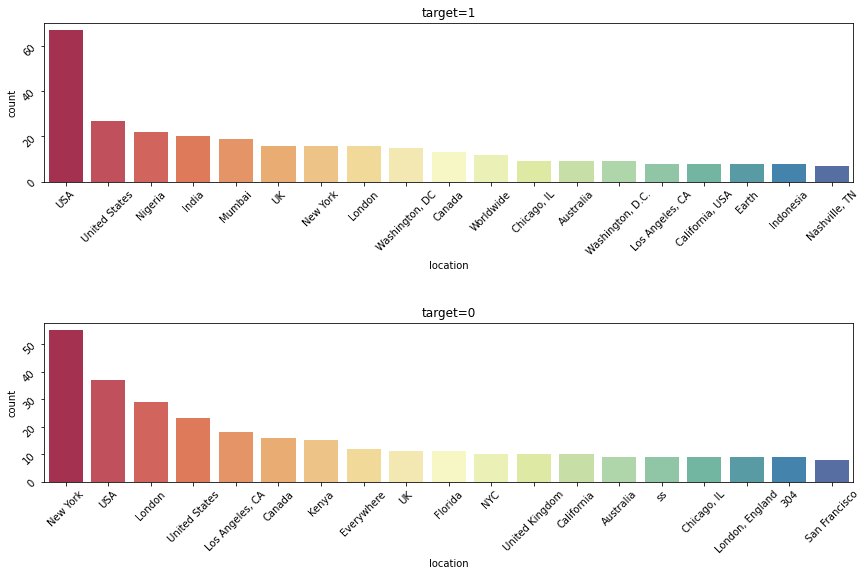 target=1
60
40
20
0
count
USA
United States
Nigeria
India
Mumbai
UK
New York
London
Washington, DC
Canada
Worldwide
Chicago, IL
Australia
Washington, D.C.
Los Angeles, CA
California, USA
Earth
Indonesia
Nashville, TN
location
target=0
50
40
30
20
10
0
count
New York
USA
London
United States
Los Angeles, CA
Canada
Kenya
Everywhere
UK
Florida
NYC
United Kingdom
California
Australia
ss
Chicago, IL
London, England
304
San Francisco
location